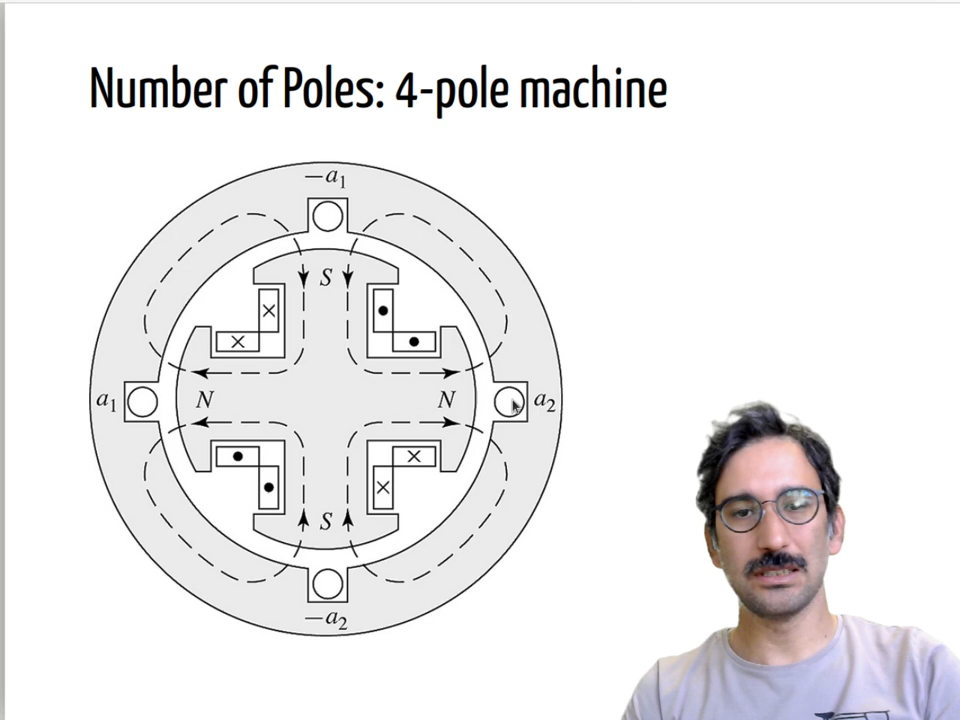 Number of Poles: 4-pole machine
−a₁
S
a₁ N N a₂
S
−a₂